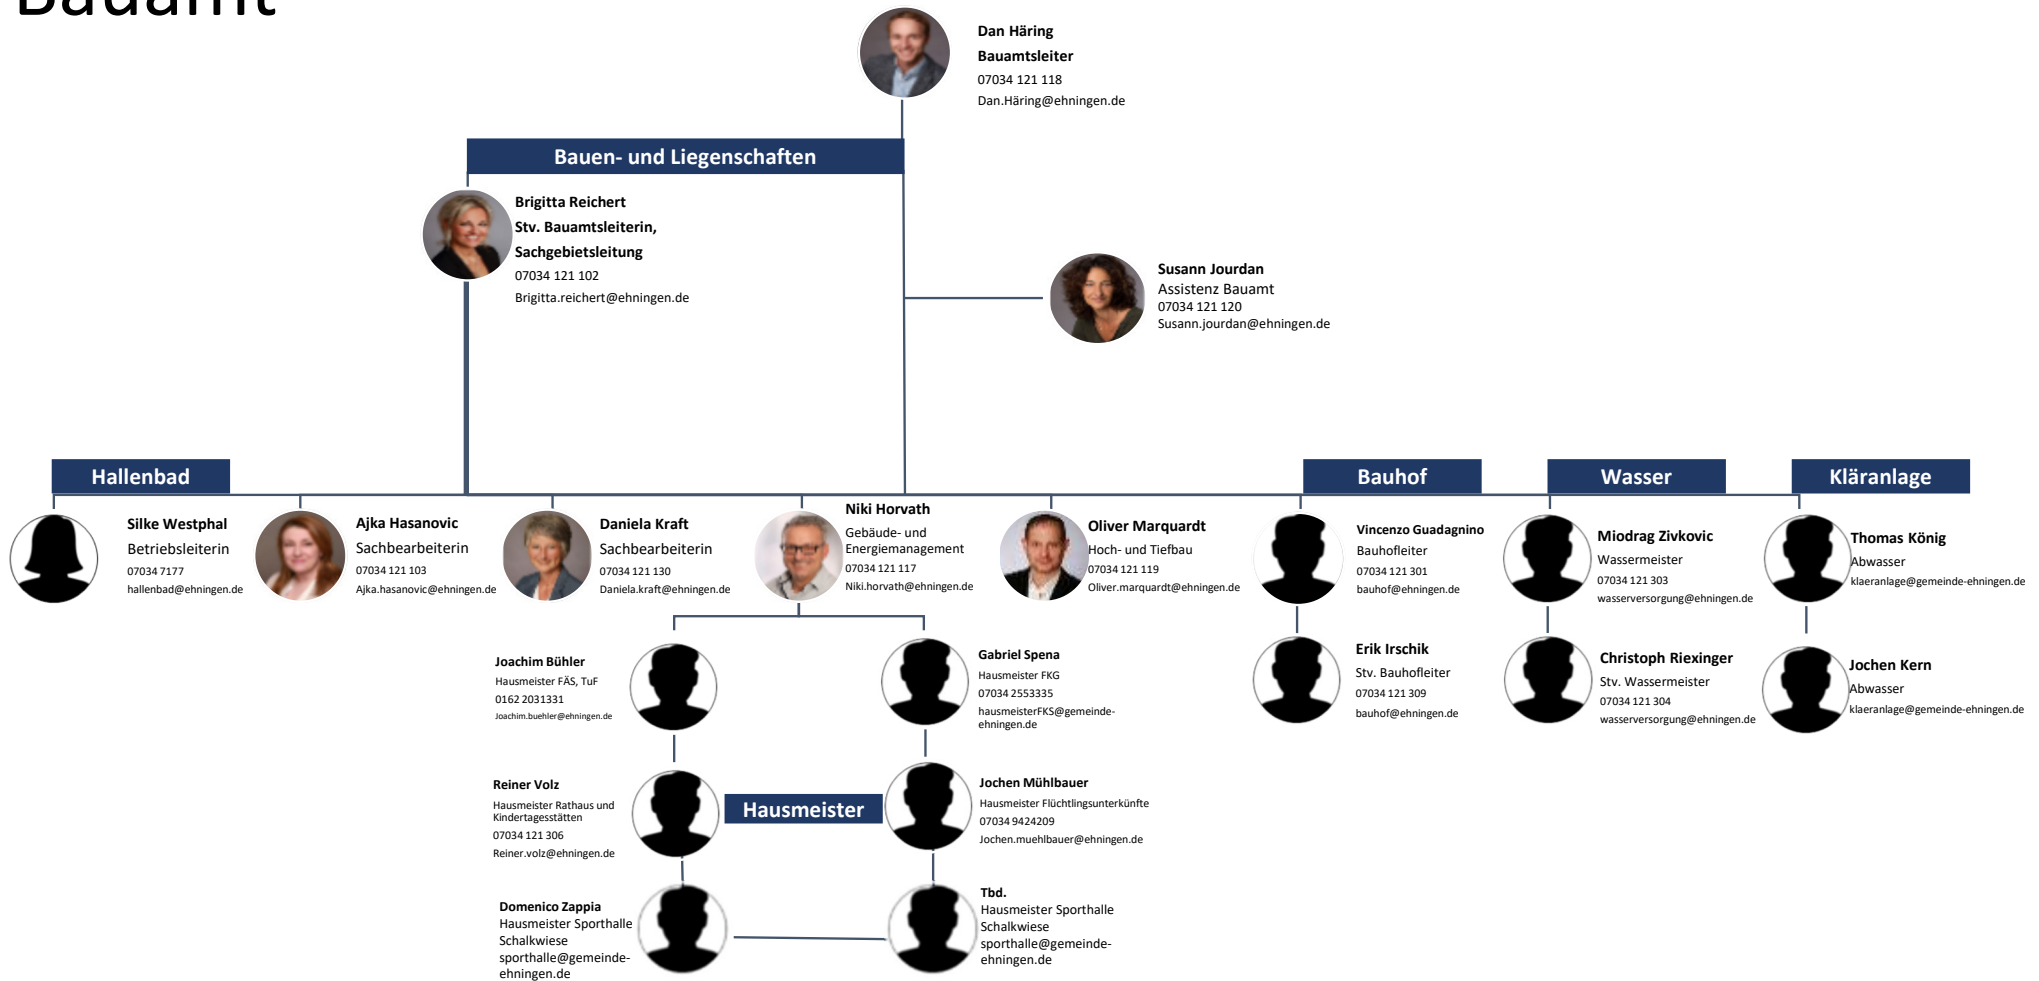 Bauamt
Dan Häring
Bauamtsleiter
07034 121 118
Dan.Häring@ehningen.de
Bauen- und Liegenschaften
Brigitta Reichert
Stv. Bauamtsleiterin,
Sachgebietsleitung
07034 121 102
Brigitta.reichert@ehningen.de
Susann Jourdan
Assistenz Bauamt
07034 121 120
Susann.jourdan@ehningen.de
Hallenbad
Silke Westphal
Betriebsleiterin
07034 7177
hallenbad@ehningen.de
Ajka Hasanovic
Sachbearbeiterin
07034 121 103
Ajka.hasanovic@ehningen.de
Daniela Kraft
Sachbearbeiterin
07034 121 130
Daniela.kraft@ehningen.de
Niki Horvath
Gebäude- und
Energiemanagement
07034 121 117
Niki.horvath@ehningen.de
Oliver Marquardt
Hoch- und Tiefbau
07034 121 119
Oliver.marquardt@ehningen.de
Bauhof
Vincenzo Guadagnino
Bauhofleiter
07034 121 301
bauhof@ehningen.de
Erik Irschik
Stv. Bauhofleiter
07034 121 309
bauhof@ehningen.de
Wasser
Miodrag Zivkovic
Wassermeister
07034 121 303
wasserversorgung@ehningen.de
Christoph Riexinger
Stv. Wassermeister
07034 121 304
wasserversorgung@ehningen.de
Kläranlage
Thomas König
Abwasser
klaeranlage@gemeinde-ehningen.de
Jochen Kern
Abwasser
klaeranlage@gemeinde-ehningen.de
Joachim Bühler
Hausmeister FÄS, TuF
0162 2031331
Joachim.buehler@ehningen.de
Gabriel Spena
Hausmeister FKG
07034 2553335
hausmeisterFKS@gemeinde-
ehningen.de
Reiner Volz
Hausmeister Rathaus und
Kindertagesstätten
07034 121 306
Reiner.volz@ehningen.de
Hausmeister
Jochen Mühlbauer
Hausmeister Flüchtlingsunterkünfte
07034 9424209
Jochen.muehlbauer@ehningen.de
Domenico Zappia
Hausmeister Sporthalle
Schalkwiese
sporthalle@gemeinde-
ehningen.de
Tbd.
Hausmeister Sporthalle
Schalkwiese
sporthalle@gemeinde-
ehningen.de